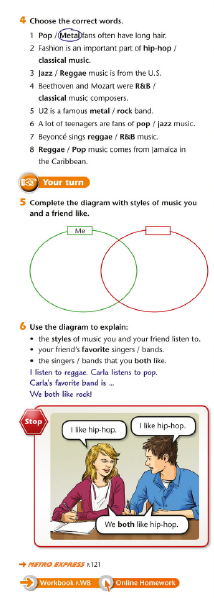 4 Choose the correct words.
1 Pop / Metal fans often have long hair.
2 Fashion is an important part of hip-hop /
classical music.
3 Jazz / Reggae music is from the U.S.
4 Beethoven and Mozart were R&B /
classical music composers.
5 U2 is a famous metal / rock band.
6 A lot of teenagers are fans of pop / jazz music.
7 Beyoncé sings reggae / R&B music.
8 Reggae / Pop music comes from Jamaica in
the Caribbean.
Your turn
5 Complete the diagram with styles of music you
and a friend like.
Me
6 Use the diagram to explain:
• the styles of music you and your friend listen to.
• your friend's favorite singers / bands.
• the singers / bands that you both like.
I listen to reggae. Carla listens to pop.
Carla's favorite band is ...
We both like rock!
Stop
I like hip-hop.
I like hip-hop.
We both like hip-hop.
METRO EXPRESS P.121
Workbook P.W8
Online Homework